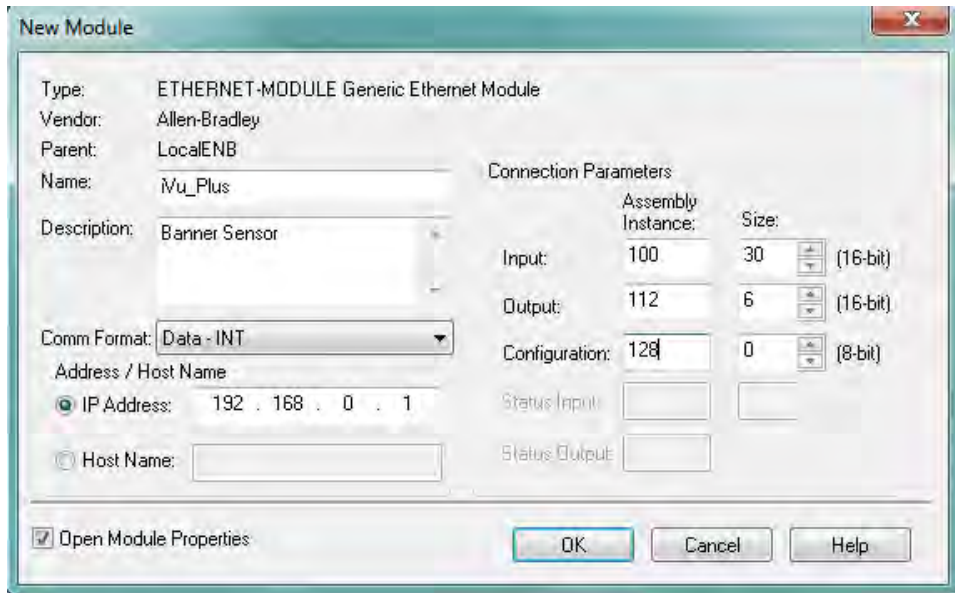 New Module
Type: ETHERNET-MODULE Generic Ethernet Module
Vendor: Allen-Bradley
Parent: LocalENB
Name: iVu_Plus
Description: Banner Sensor
Comm Format: Data - INT
Address / Host Name
IP Address: 192 . 168 . 0 . 1
Host Name:
Connection Parameters
Assembly Instance: Size:
Input: 100 30 (16-bit)
Output: 112 6 (16-bit)
Configuration: 128 0 (8-bit)
Status Input:
Status Output:
Open Module Properties
OK Cancel Help